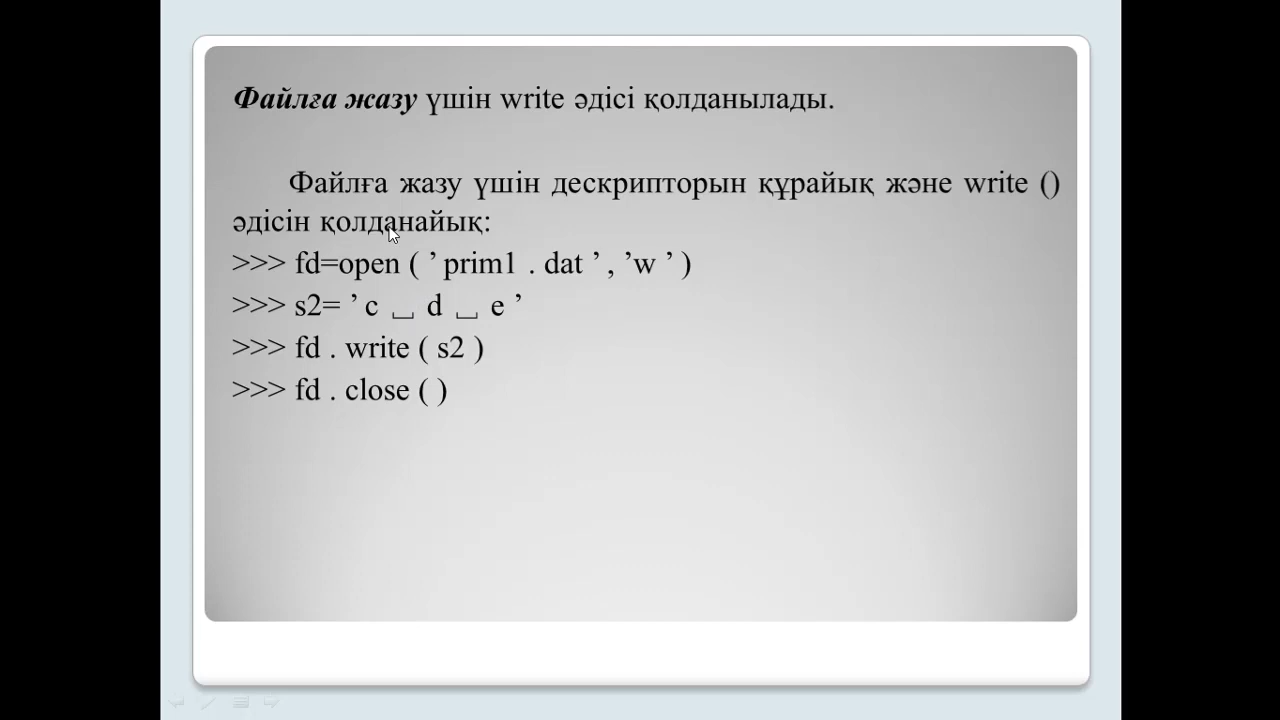 Файлға жазу үшін write әдісі қолданылады.
Файлға жазу үшін дескрипторын құрайық және write ()
әдісін қолданайық:
>>> fd=open ( ’ prim1 . dat ’ , ’w ’ )
>>> s2= ’ c ⎵ d ⎵ e ’
>>> fd . write ( s2 )
>>> fd . close ( )